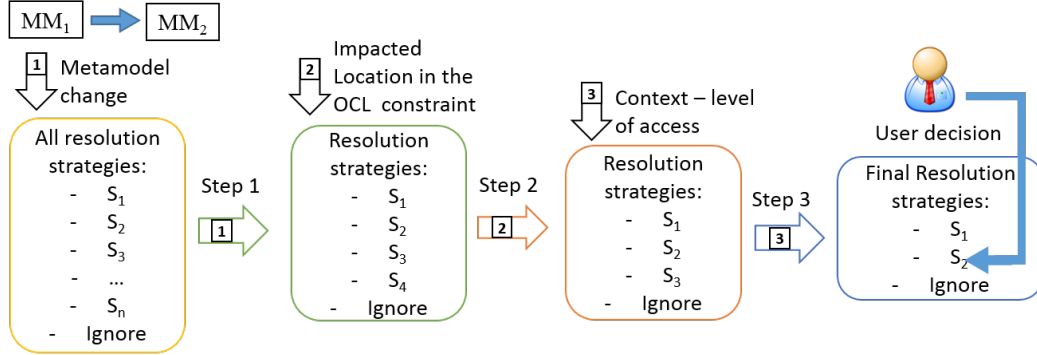 MM₁
MM₂
1
Metamodel
change
All resolution
strategies:
- S₁
- S₂
- S₃
- ...
- Sₙ
- Ignore
Step 1
1
2
Impacted
Location in the
OCL constraint
Resolution
strategies:
- S₁
- S₂
- S₃
- S₄
- Ignore
Step 2
2
3
Context – level
of access
Resolution
strategies:
- S₁
- S₂
- S₃
- Ignore
Step 3
3
User decision
Final Resolution
strategies:
- S₁
- S₂
- Ignore